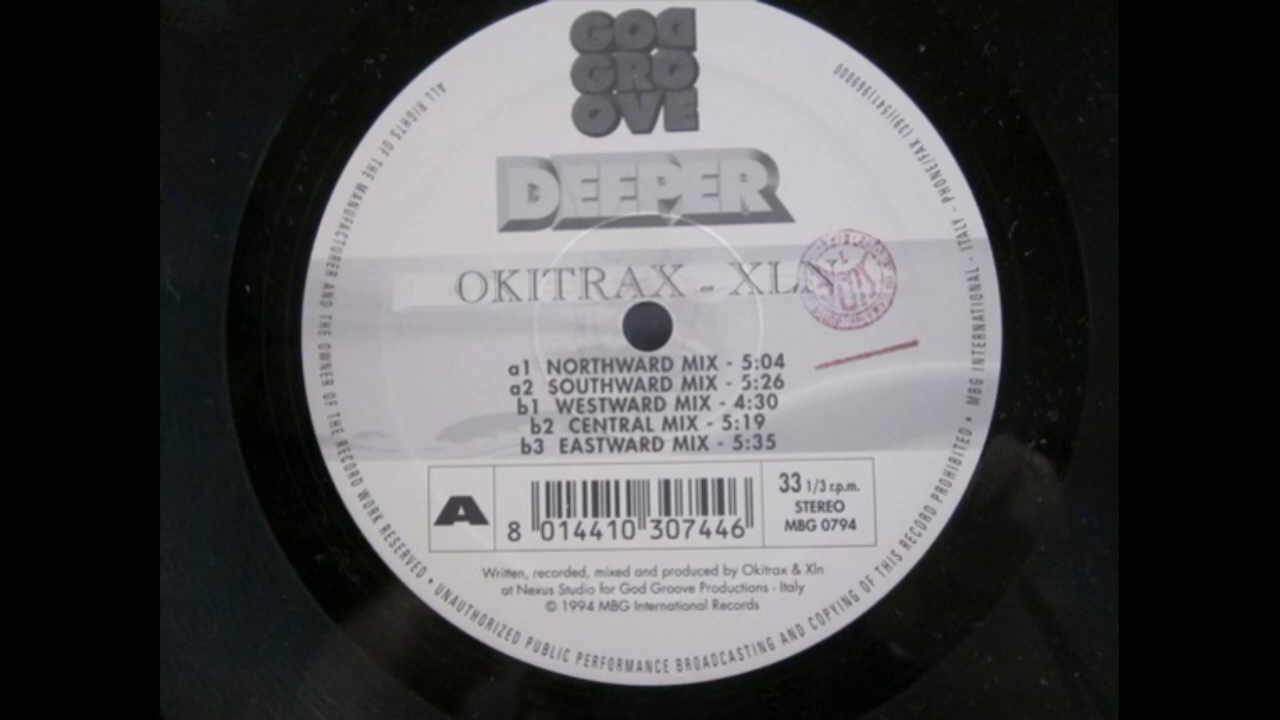 GOD
GRO
OVE
DEEPER
OKITRAX - XLN
a1 NORTHWARD MIX - 5:04
a2 SOUTHWARD MIX - 5:26
b1 WESTWARD MIX - 4:30
b2 CENTRAL MIX - 5:19
b3 EASTWARD MIX - 5:35
A
8 014410 307446
33 1/3 r.p.m.
STEREO
MBG 0794
Written, recorded, mixed and produced by Okitrax & Xln
at Nexus Studio for God Groove Productions - Italy
© 1994 MBG International Records
ALL RIGHTS OF THE MANUFACTURER AND THE OWNER OF THE RECORD WORK RESERVED • UNAUTHORIZED PUBLIC PERFORMANCE BROADCASTING AND COPYING OF THIS RECORD PROHIBITED • MBG INTERNATIONAL - ITALY - PHONE/FAX (39)(541)969000